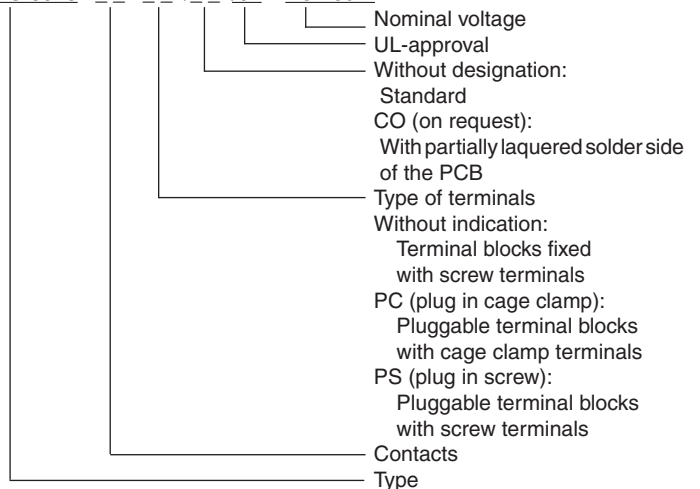 Nominal voltage
UL-approval
Without designation:
Standard
CO (on request):
With partially laquered solder side
of the PCB
Type of terminals
Without indication:
Terminal blocks fixed
with screw terminals
PC (plug in cage clamp):
Pluggable terminal blocks
with cage clamp terminals
PS (plug in screw):
Pluggable terminal blocks
with screw terminals
Contacts
Type